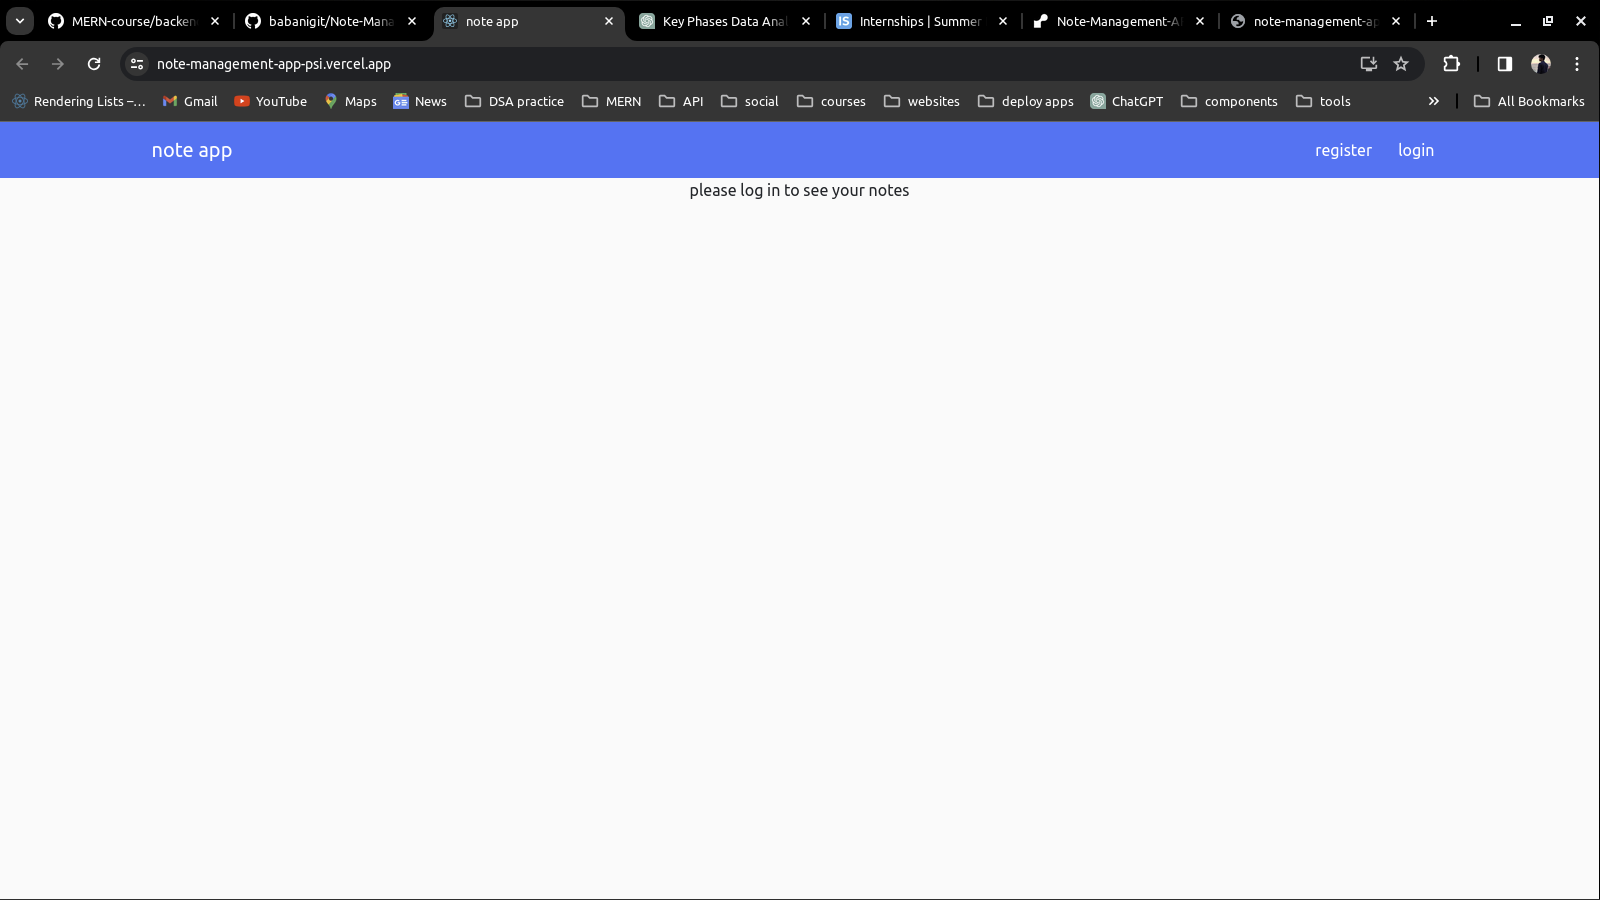 MERN-course/backen
babanigit/Note-Mana
note app
Key Phases Data Anal
Internships | Summer
Note-Management-A
note-management-ap
note-management-app-psi.vercel.app
Rendering Lists –...
Gmail
YouTube
Maps
News
DSA practice
MERN
API
social
courses
websites
deploy apps
ChatGPT
components
tools
All Bookmarks
note app
register
login
please log in to see your notes